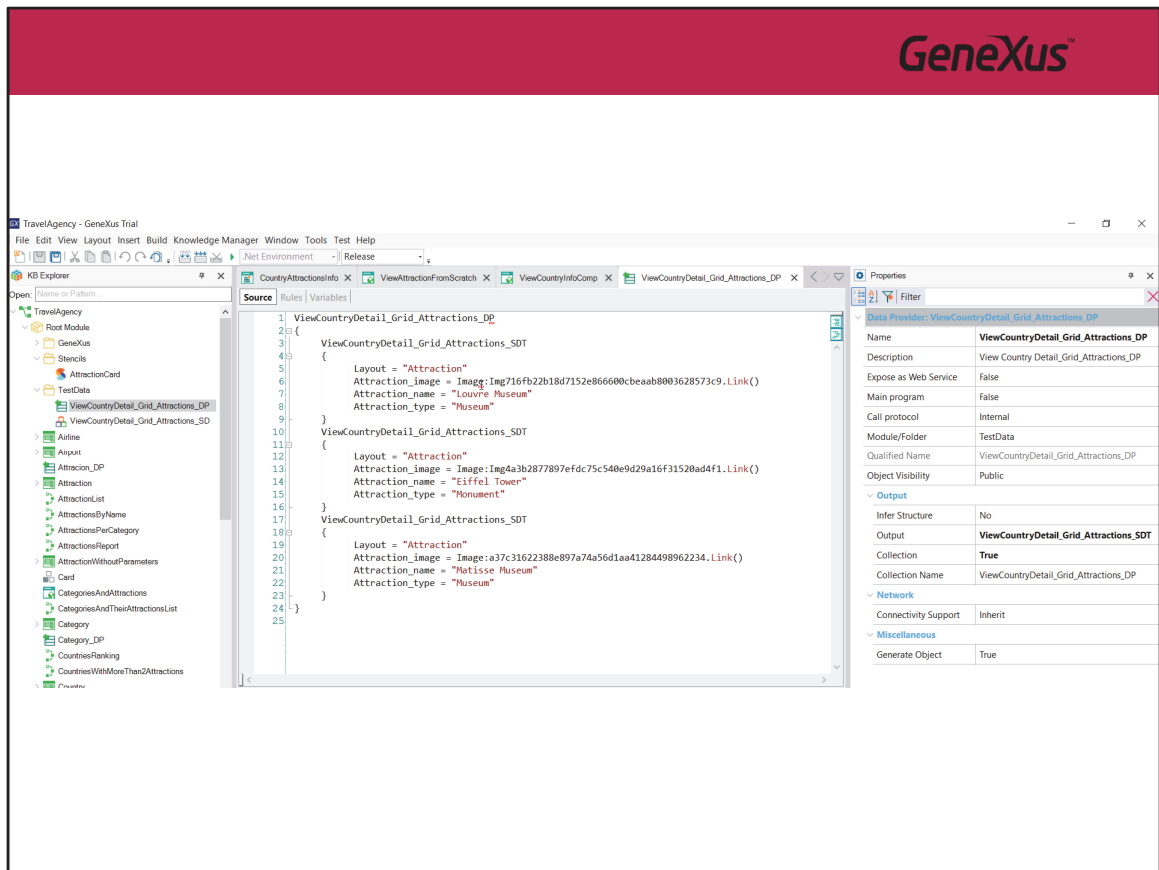 GeneXus™
TravelAgency - GeneXus Trial
File Edit View Layout Insert Build Knowledge Manager Window Tools Test Help
.Net Environment Release
KB Explorer
Open: Name or Pattern ...
TravelAgency
Root Module
GeneXus
Stencils
AttractionCard
TestData
ViewCountryDetail_Grid_Attractions_DP
ViewCountryDetail_Grid_Attractions_SD
Airline
Airport
Attracion_DP
Attraction
AttractionList
AttractionsByName
AttractionsPerCategory
AttractionsReport
AttractionWithoutParameters
Card
CategoriesAndAttractions
CategoriesAndTheirAttractionsList
Category
Category_DP
CountriesRanking
CountriesWithMoreThan2Attractions
Country
CountryAttractionsInfo ViewAttractionFromScratch ViewCountryInfoComp ViewCountryDetail_Grid_Attractions_DP
Source Rules Variables
1 ViewCountryDetail_Grid_Attractions_DP
2 {
3 ViewCountryDetail_Grid_Attractions_SDT
4 {
5 Layout = "Attraction"
6 Attraction_image = Image:Img716fb22b18d7152e866600cbeaab8003628573c9.Link()
7 Attraction_name = "Louvre Museum"
8 Attraction_type = "Museum"
9 }
10 ViewCountryDetail_Grid_Attractions_SDT
11 {
12 Layout = "Attraction"
13 Attraction_image = Image:Img4a3b2877897efdc75c540e9d29a16f31520ad4f1.Link()
14 Attraction_name = "Eiffel Tower"
15 Attraction_type = "Monument"
16 }
17 ViewCountryDetail_Grid_Attractions_SDT
18 {
19 Layout = "Attraction"
20 Attraction_image = Image:a37c31622388e897a74a56d1aa41284498962234.Link()
21 Attraction_name = "Matisse Museum"
22 Attraction_type = "Museum"
23 }
24 }
25
Properties
Filter
Data Provider: ViewCountryDetail_Grid_Attractions_DP
Name ViewCountryDetail_Grid_Attractions_DP
Description View Country Detail_Grid_Attractions_DP
Expose as Web Service False
Main program False
Call protocol Internal
Module/Folder TestData
Qualified Name ViewCountryDetail_Grid_Attractions_DP
Object Visibility Public
Output
Infer Structure No
Output ViewCountryDetail_Grid_Attractions_SDT
Collection True
Collection Name ViewCountryDetail_Grid_Attractions_DP
Network
Connectivity Support Inherit
Miscellaneous
Generate Object True